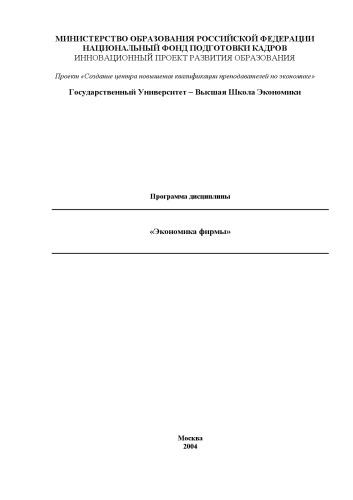 МИНИСТЕРСТВО ОБРАЗОВАНИЯ РОССИЙСКОЙ ФЕДЕРАЦИИ
НАЦИОНАЛЬНЫЙ ФОНД ПОДГОТОВКИ КАДРОВ
ИННОВАЦИОННЫЙ ПРОЕКТ РАЗВИТИЯ ОБРАЗОВАНИЯ
Проект «Создание центра повышения квалификации преподавателей по экономике»
Государственный Университет – Высшая Школа Экономики
Программа дисциплины
«Экономика фирмы»
Москва
2004